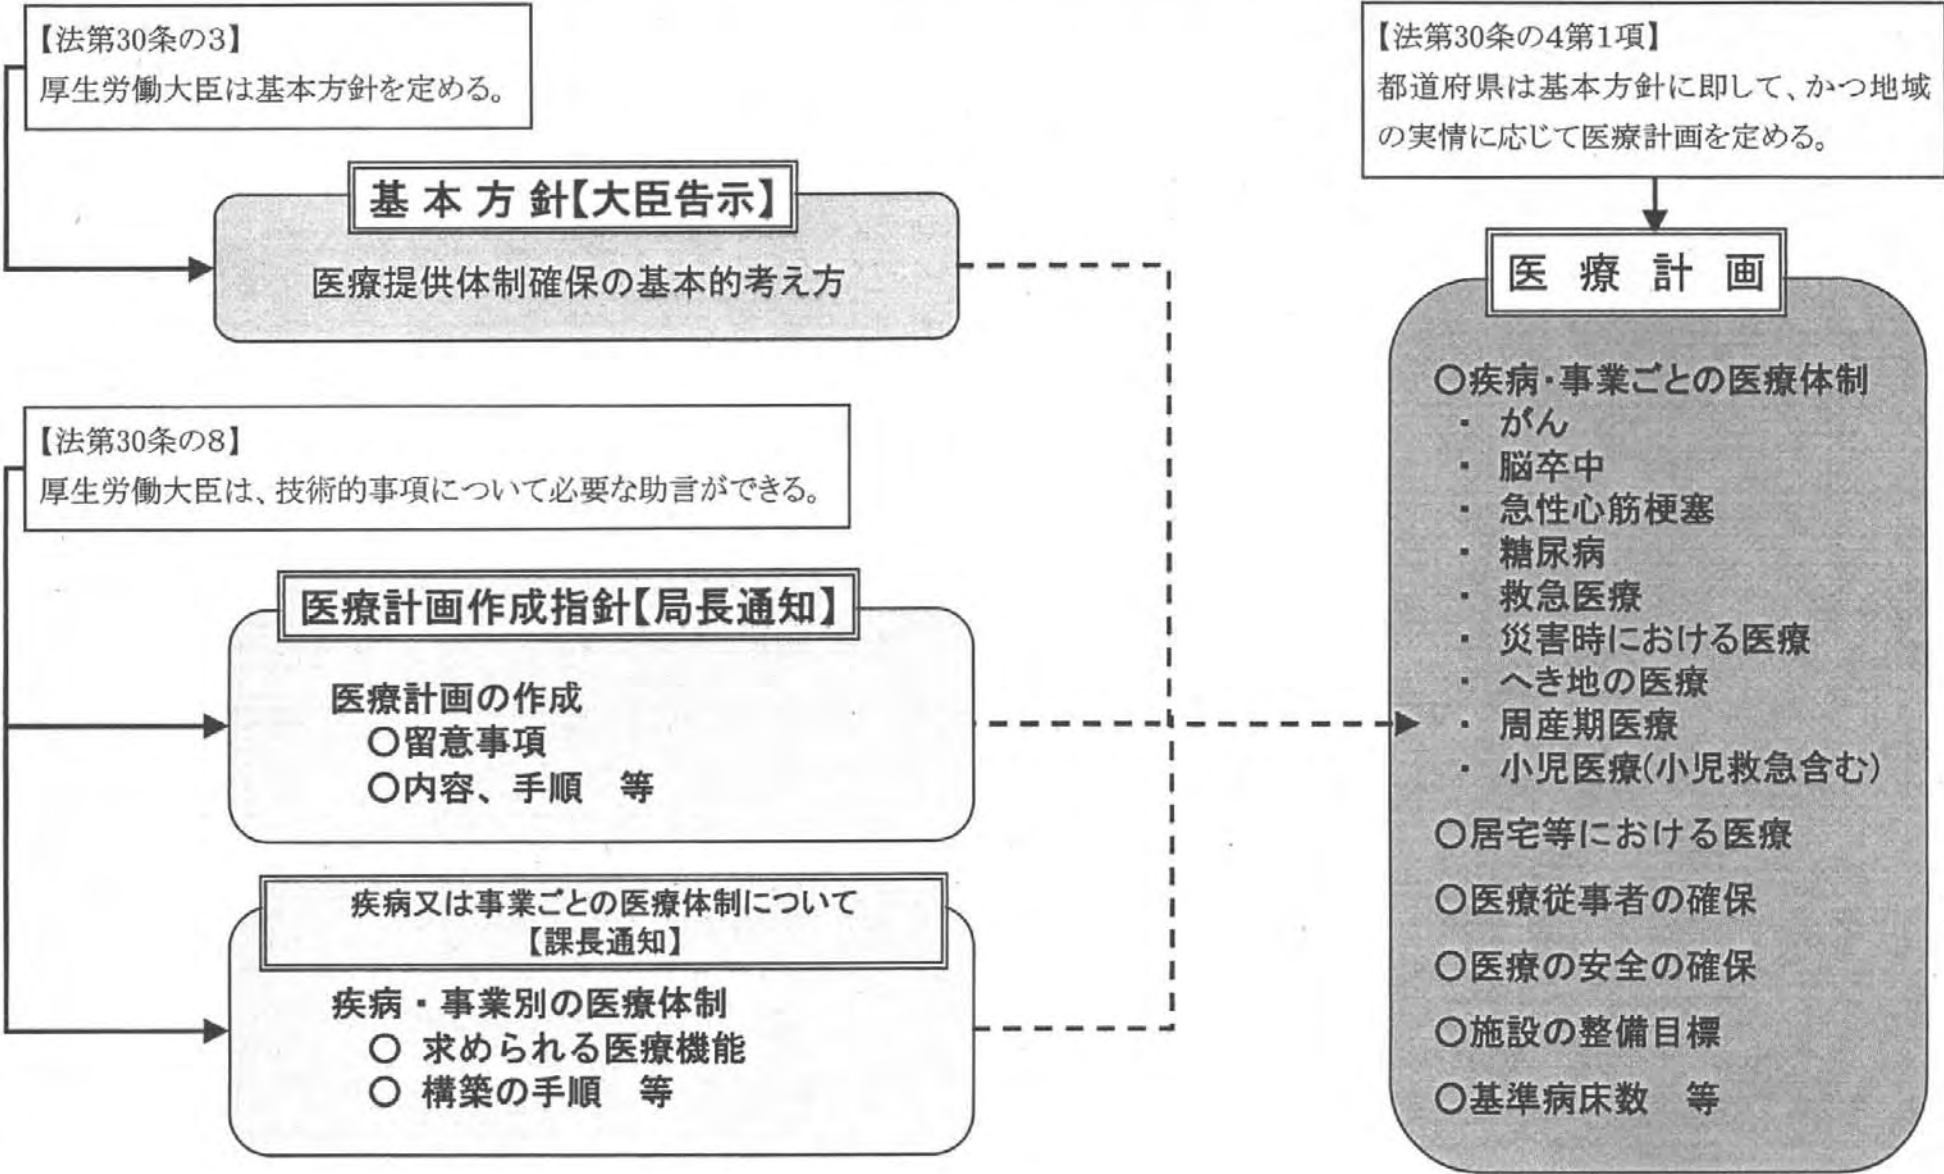 【法第30条の3】
厚生労働大臣は基本方針を定める。
基 本 方 針【大臣告示】
医療提供体制確保の基本的考え方
【法第30条の8】
厚生労働大臣は、技術的事項について必要な助言ができる。
医療計画作成指針【局長通知】
医療計画の作成
○留意事項
○内容、手順　等
疾病又は事業ごとの医療体制について
【課長通知】
疾病・事業別の医療体制
○ 求められる医療機能
○ 構築の手順　等
【法第30条の4第1項】
都道府県は基本方針に即して、かつ地域
の実情に応じて医療計画を定める。
医 療 計 画
○疾病・事業ごとの医療体制
・ がん
・ 脳卒中
・ 急性心筋梗塞
・ 糖尿病
・ 救急医療
・ 災害時における医療
・ へき地の医療
・ 周産期医療
・ 小児医療(小児救急含む)
○居宅等における医療
○医療従事者の確保
○医療の安全の確保
○施設の整備目標
○基準病床数　等